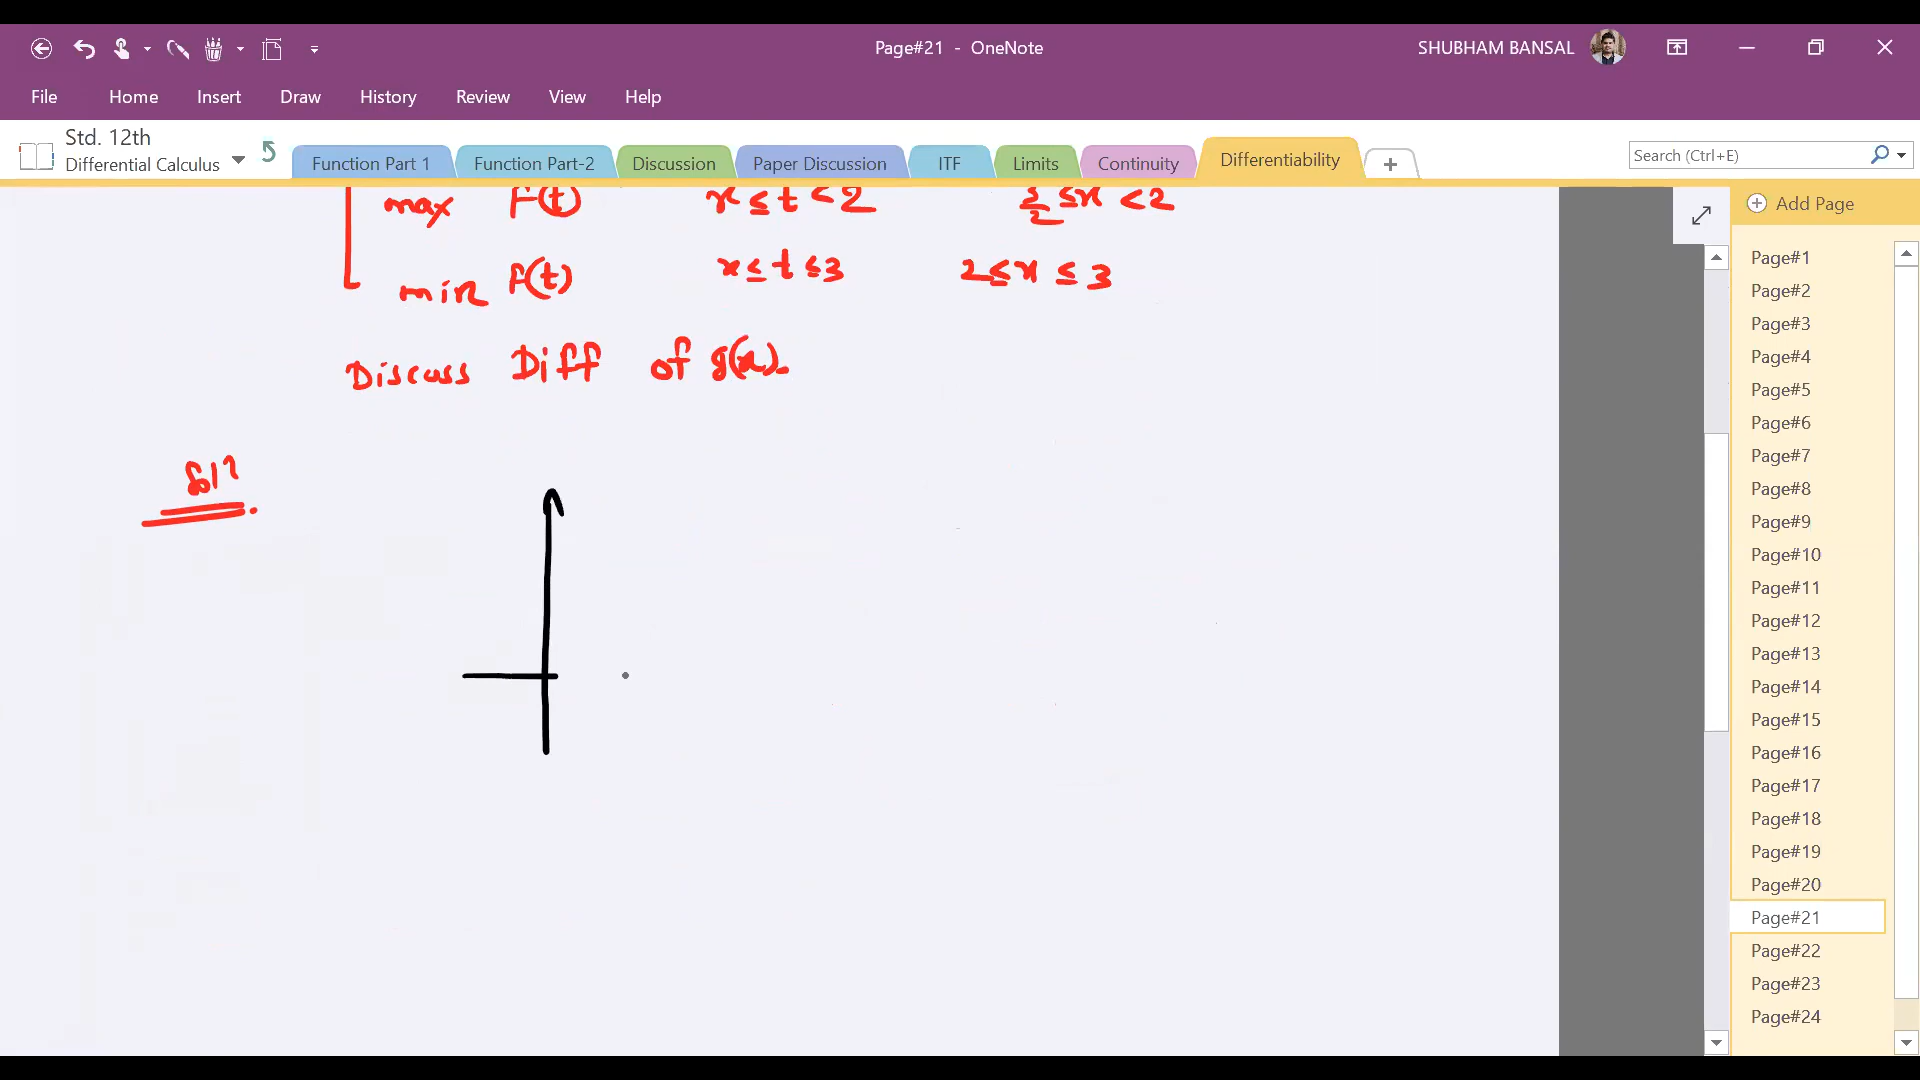 Page#21 - OneNote
SHUBHAM BANSAL
File Home Insert Draw History Review View Help
Std. 12th
Differential Calculus
Function Part 1
Function Part-2
Discussion
Paper Discussion
ITF
Limits
Continuity
Differentiability
Search (Ctrl+E)
max F(t) x ≤ t < 2 3/2 ≤ x < 2
min F(t) x ≤ t ≤ 3 2 ≤ x ≤ 3
Discuss Diff of g(x).
Sol?
Add Page
Page#1
Page#2
Page#3
Page#4
Page#5
Page#6
Page#7
Page#8
Page#9
Page#10
Page#11
Page#12
Page#13
Page#14
Page#15
Page#16
Page#17
Page#18
Page#19
Page#20
Page#21
Page#22
Page#23
Page#24